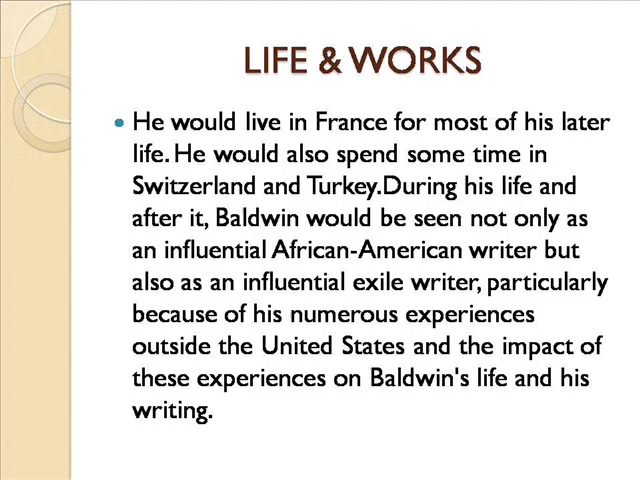 LIFE & WORKS
He would live in France for most of his later
life. He would also spend some time in
Switzerland and Turkey.During his life and
after it, Baldwin would be seen not only as
an influential African-American writer but
also as an influential exile writer, particularly
because of his numerous experiences
outside the United States and the impact of
these experiences on Baldwin's life and his
writing.